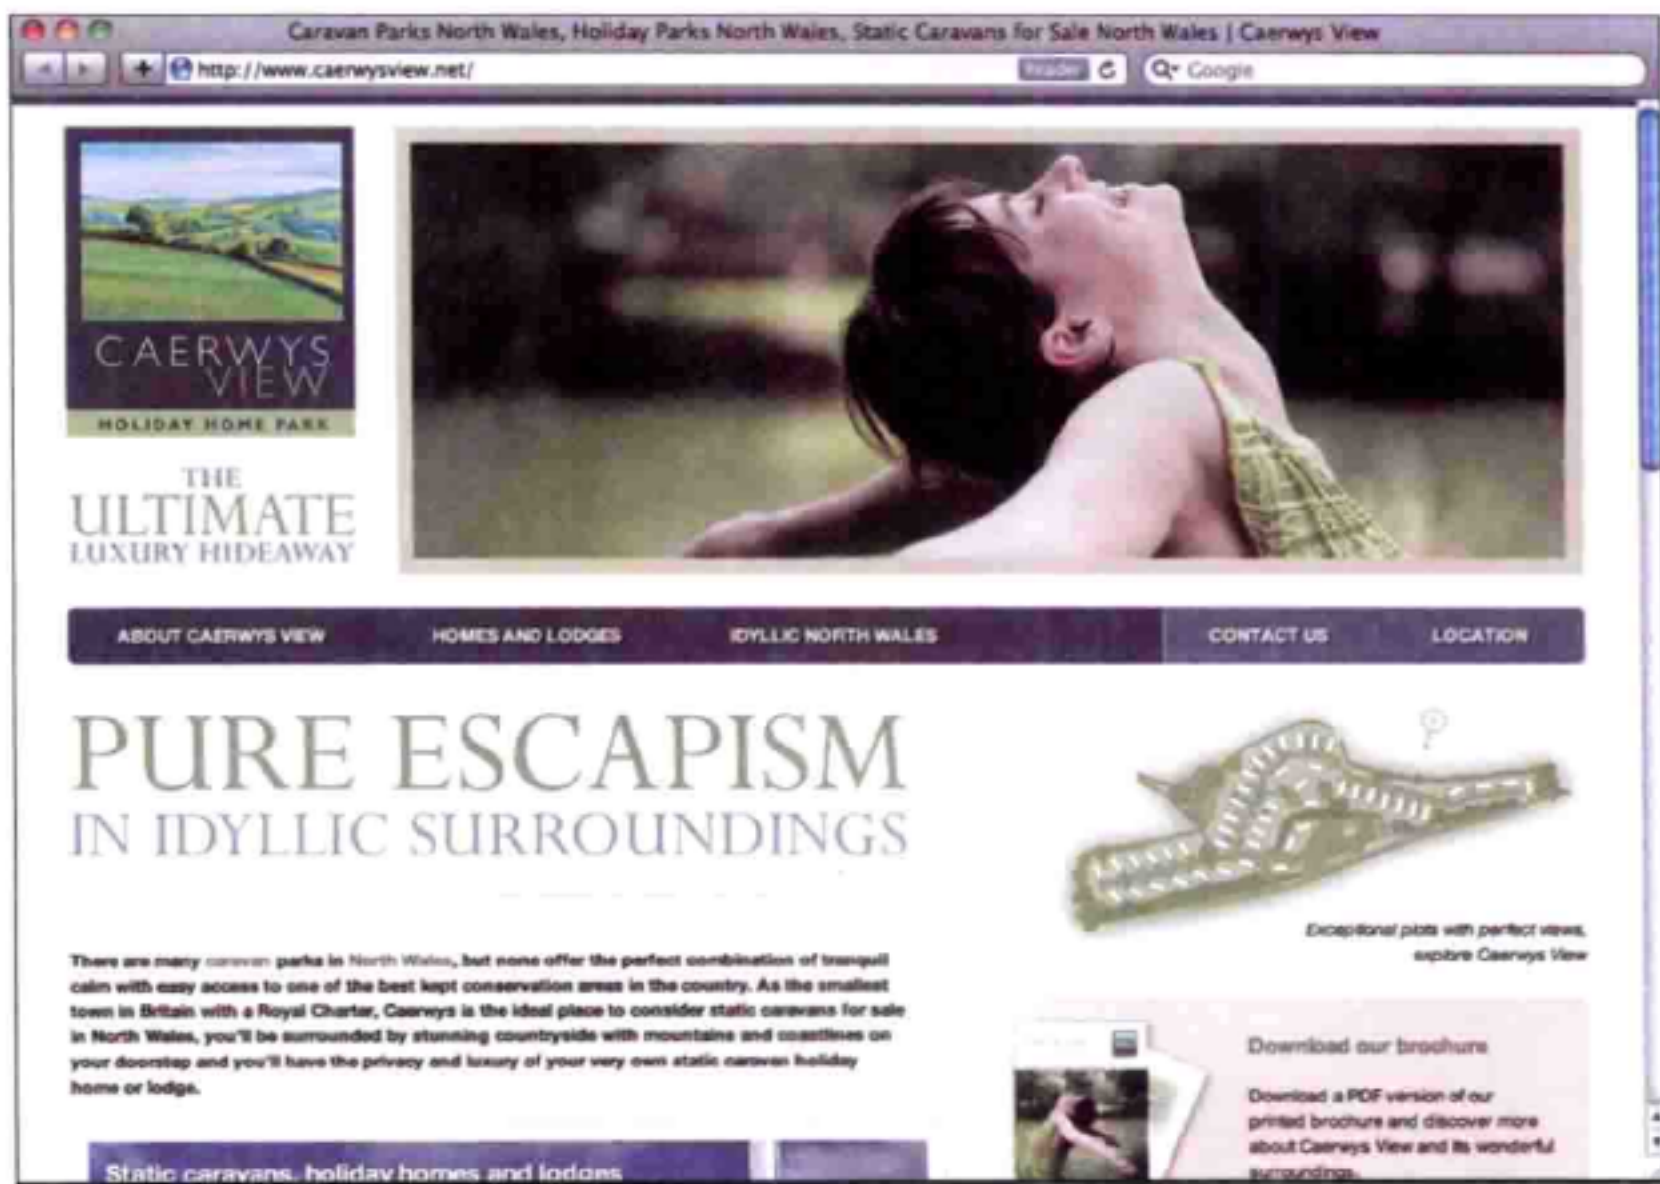 Caravan Parks North Wales, Holiday Parks North Wales, Static Caravans for Sale North Wales | Caerwys View
http://www.caerwysview.net/
Reader
Google
CAERWYS
VIEW
HOLIDAY HOME PARK
THE
ULTIMATE
LUXURY HIDEAWAY
ABOUT CAERWYS VIEW
HOMES AND LODGES
IDYLLIC NORTH WALES
CONTACT US
LOCATION
PURE ESCAPISM
IN IDYLLIC SURROUNDINGS
There are many caravan parks in North Wales, but none offer the perfect combination of tranquil
calm with easy access to one of the best kept conservation areas in the country. As the smallest
town in Britain with a Royal Charter, Caerwys is the ideal place to consider static caravans for sale
in North Wales, you'll be surrounded by stunning countryside with mountains and coastlines on
your doorstep and you'll have the privacy and luxury of your very own static caravan holiday
home or lodge.
Exceptional plots with perfect views,
explore Caerwys View
Download our brochure
Download a PDF version of our
printed brochure and discover more
about Caerwys View and its wonderful
surroundings.
Static caravans, holiday homes and lodges